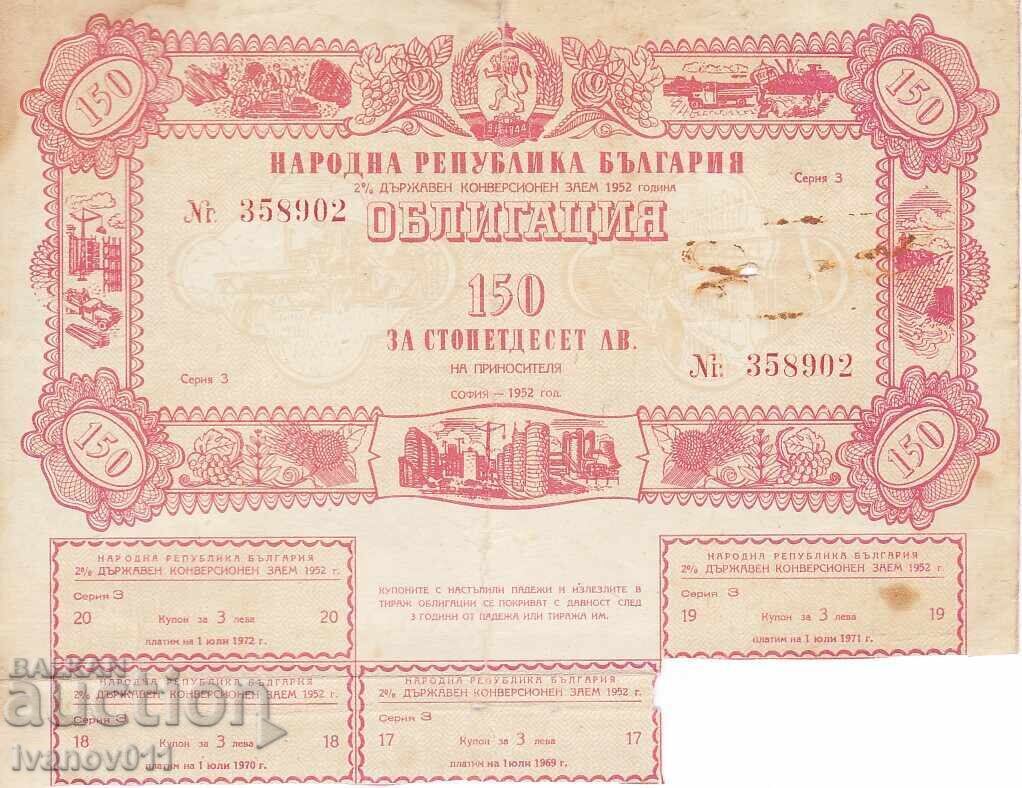 150
150
9.IX.1944
НАРОДНА РЕПУБЛИКА БЪЛГАРИЯ
2% ДЪРЖАВЕН КОНВЕРСИОНЕН ЗАЕМ 1952 ГОДИНА
Серия 3
№ 358902
ОБЛИГАЦИЯ
150
ЗА СТОПЕТДЕСЕТ ЛВ.
НА ПРИНОСИТЕЛЯ
№ 358902
Серия 3
СОФИЯ — 1952 ГОД.
150
150
НАРОДНА РЕПУБЛИКА БЪЛГАРИЯ
2% ДЪРЖАВЕН КОНВЕРСИОНЕН ЗАЕМ 1952 г.
Серия 3
20 Купон за 3 лева 20
платим на 1 юли 1972 г.
КУПОНИТЕ С НАСТЪПИЛИ ПАДЕЖИ И ИЗЛЕЗЛИТЕ В
ТИРАЖ ОБЛИГАЦИИ СЕ ПОКРИВАТ С ДАВНОСТ СЛЕД
3 ГОДИНИ ОТ ПАДЕЖА ИЛИ ТИРАЖА ИМ.
НАРОДНА РЕПУБЛИКА БЪЛГАРИЯ
2% ДЪРЖАВЕН КОНВЕРСИОНЕН ЗАЕМ 1952 г.
Серия 3
19 Купон за 3 лева 19
платим на 1 юли 1971 г.
НАРОДНА РЕПУБЛИКА БЪЛГАРИЯ
2% ДЪРЖАВЕН КОНВЕРСИОНЕН ЗАЕМ 1952 г.
Серия 3
18 Купон за 3 лева 18
платим на 1 юли 1970 г.
НАРОДНА РЕПУБЛИКА БЪЛГАРИЯ
2% ДЪРЖАВЕН КОНВЕРСИОНЕН ЗАЕМ 1952 г.
Серия 3
17 Купон за 3 лева 17
платим на 1 юли 1969 г.
BALKAN
auction
ivanov011